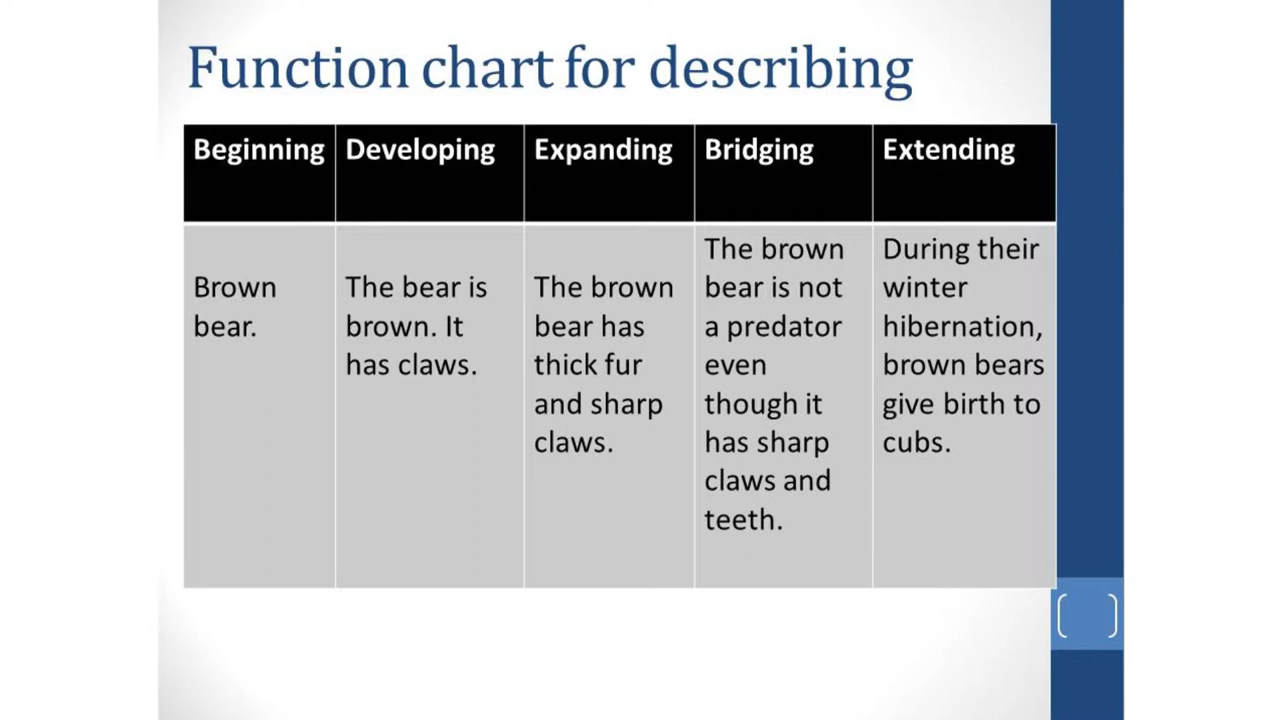 Function chart for describing
Beginning
Developing
Expanding
Bridging
Extending
Brown
bear.
The bear is
brown. It
has claws.
The brown
bear has
thick fur
and sharp
claws.
The brown
bear is not
a predator
even
though it
has sharp
claws and
teeth.
During their
winter
hibernation,
brown bears
give birth to
cubs.